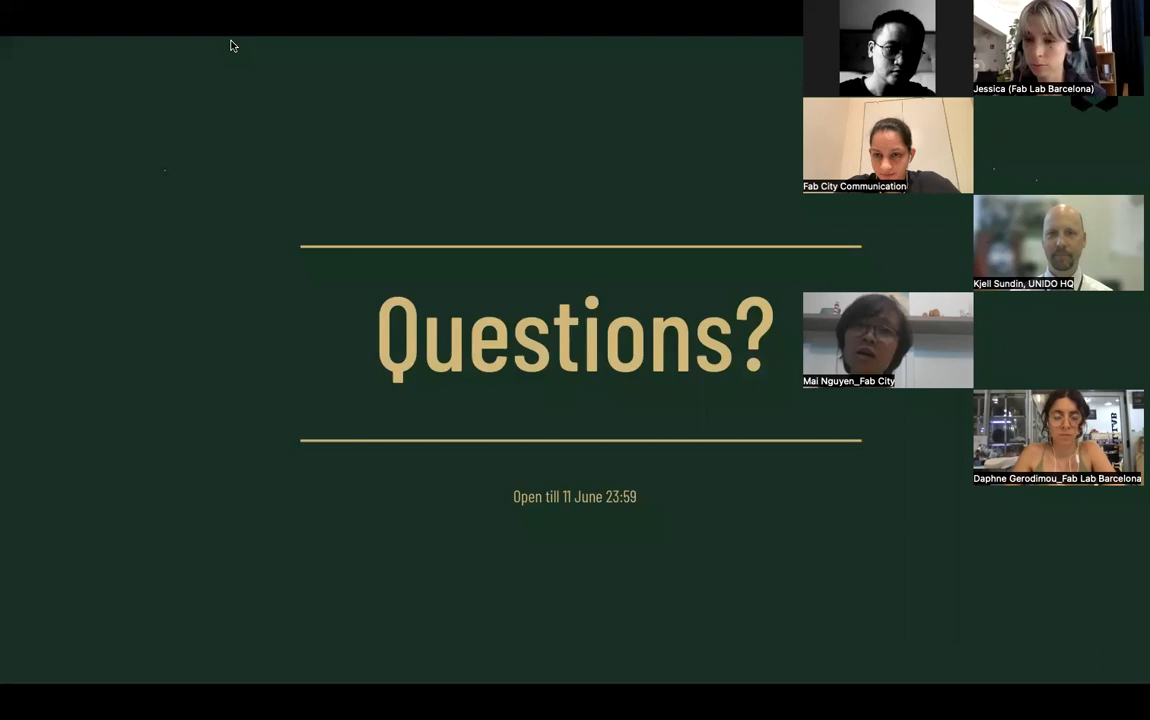 Jessica (Fab Lab Barcelona)
Fab City Communication
Kjell Sundin, UNIDO HQ
Questions?
Mai Nguyen_Fab City
Daphne Gerodimou_Fab Lab Barcelona
Open till 11 June 23:59